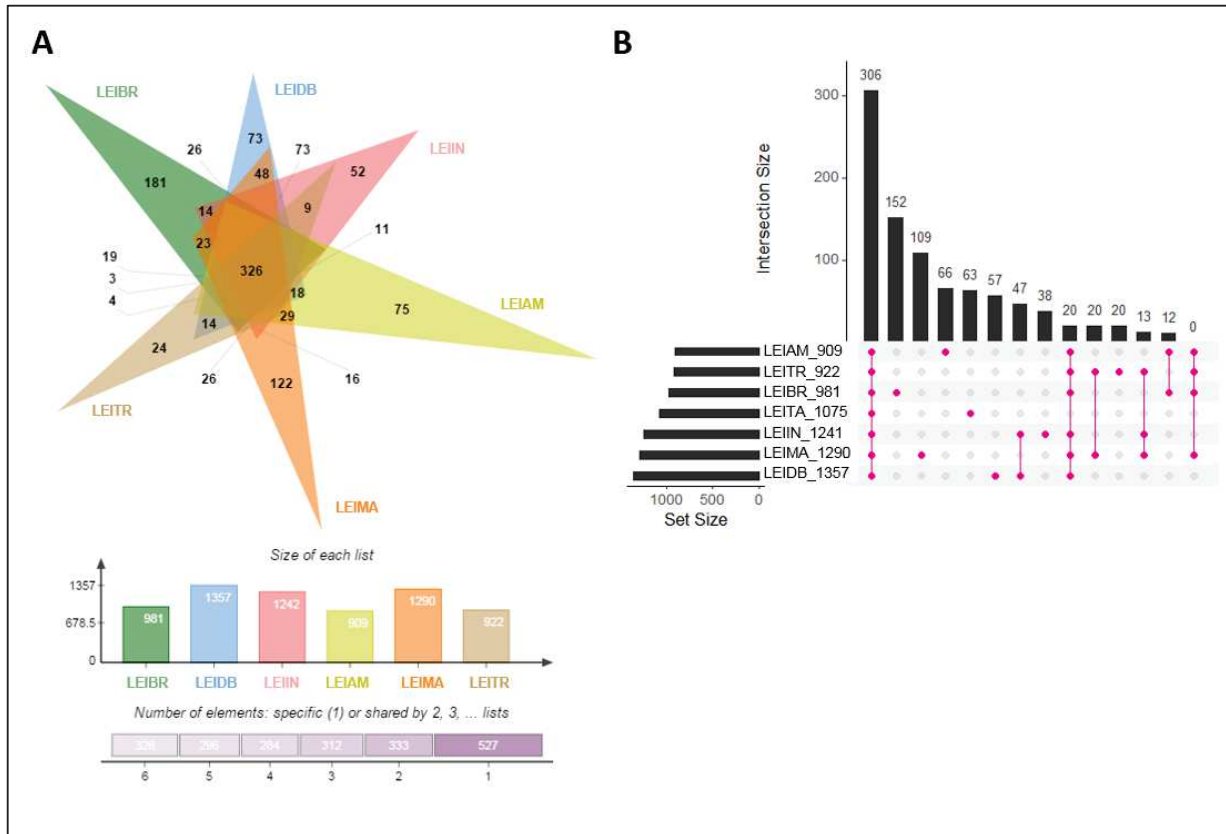 A
LEIBR
LEIDB
LEIIN
LEIAM
LEIMA
LEITR
26
73
73
52
48
181
14
9
11
23
19
326
3
4
18
75
14
29
24
26
122
16
Size of each list
1357
678.5
0
981
1357
1242
909
1290
922
LEIBR LEIDB LEIIN LEIAM LEIMA LEITR
Number of elements: specific (1) or shared by 2, 3, ... lists
326 296 284 312 333 527
6 5 4 3 2 1
B
Intersection Size
300
200
100
306 152 109 66 63 57 47 38 20 20 20 13 12 0
LEIAM_909
LEITR_922
LEIBR_981
LEITA_1075
LEIIN_1241
LEIMA_1290
LEIDB_1357
1000 500 0
Set Size